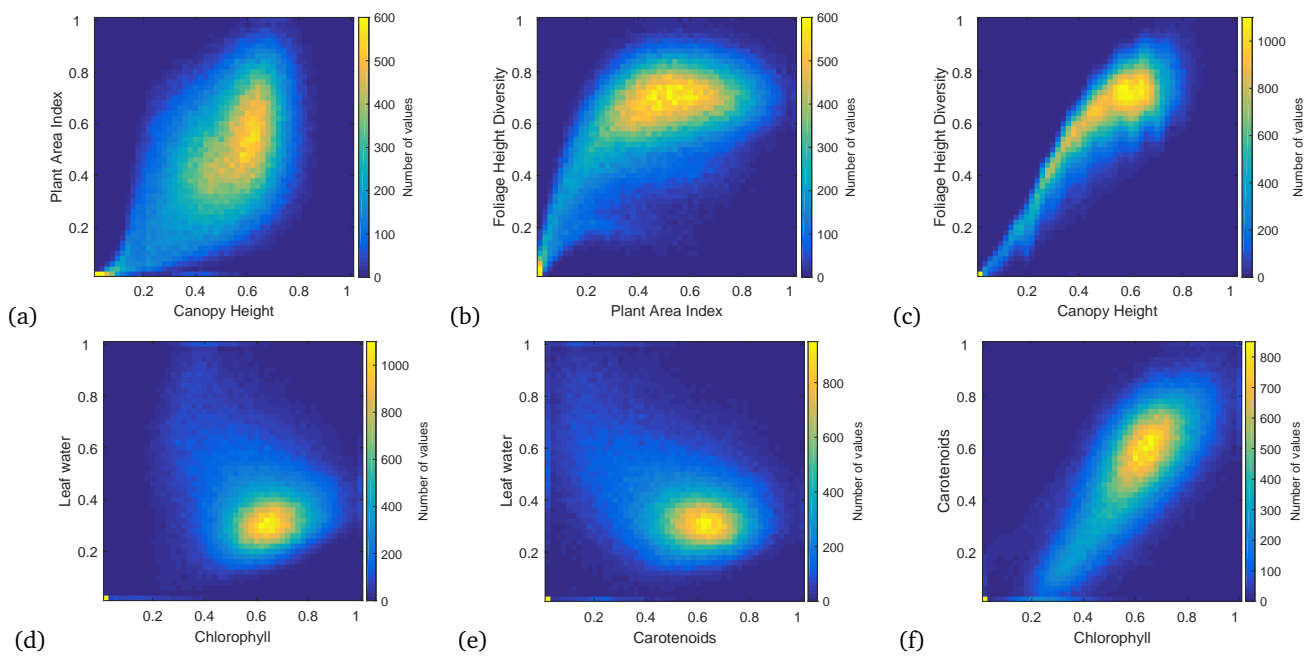 1
0.8
0.6
0.4
0.2
Plant Area Index
0.2 0.4 0.6 0.8 1
Canopy Height
600
500
400
300
200
100
0
Number of values
(a)
1
0.8
0.6
0.4
0.2
Foliage Height Diversity
0.2 0.4 0.6 0.8 1
Plant Area Index
600
500
400
300
200
100
0
Number of values
(b)
1
0.8
0.6
0.4
0.2
Foliage Height Diversity
0.2 0.4 0.6 0.8 1
Canopy Height
1000
800
600
400
200
0
Number of values
(c)
1
0.8
0.6
0.4
0.2
Leaf water
0.2 0.4 0.6 0.8 1
Chlorophyll
1000
800
600
400
200
0
Number of values
(d)
1
0.8
0.6
0.4
0.2
Leaf water
0.2 0.4 0.6 0.8 1
Carotenoids
800
600
400
200
0
Number of values
(e)
1
0.8
0.6
0.4
0.2
Carotenoids
0.2 0.4 0.6 0.8 1
Chlorophyll
800
700
600
500
400
300
200
100
0
Number of values
(f)